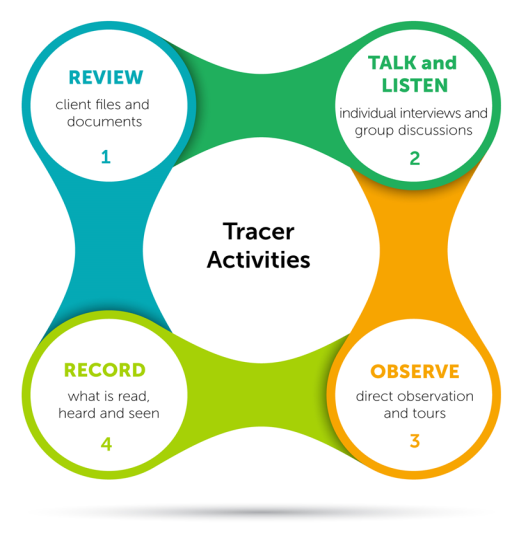 REVIEW
client files and
documents
1
TALK and
LISTEN
individual interviews and
group discussions
2
Tracer
Activities
RECORD
what is read,
heard and seen
4
OBSERVE
direct observation
and tours
3